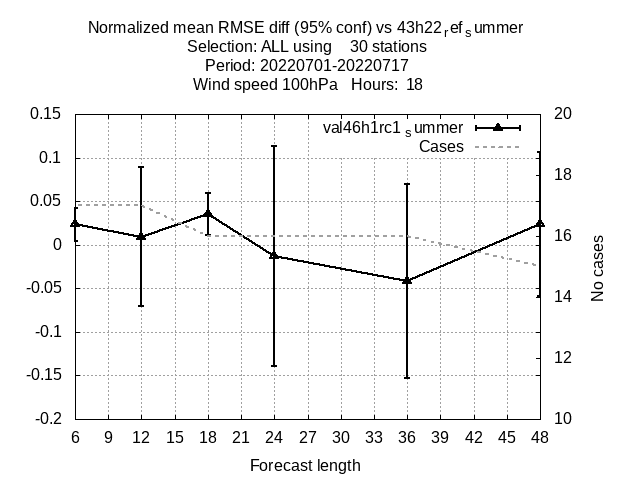 Normalized mean RMSE diff (95% conf) vs 43h22refsummer
Selection: ALL using 30 stations
Period: 20220701-20220717
Wind speed 100hPa Hours: 18
val46h1rc1summer
Cases
0.15
0.1
0.05
0
-0.05
-0.1
-0.15
-0.2
20
18
16
14
12
10
No cases
6 9 12 15 18 21 24 27 30 33 36 39 42 45 48
Forecast length